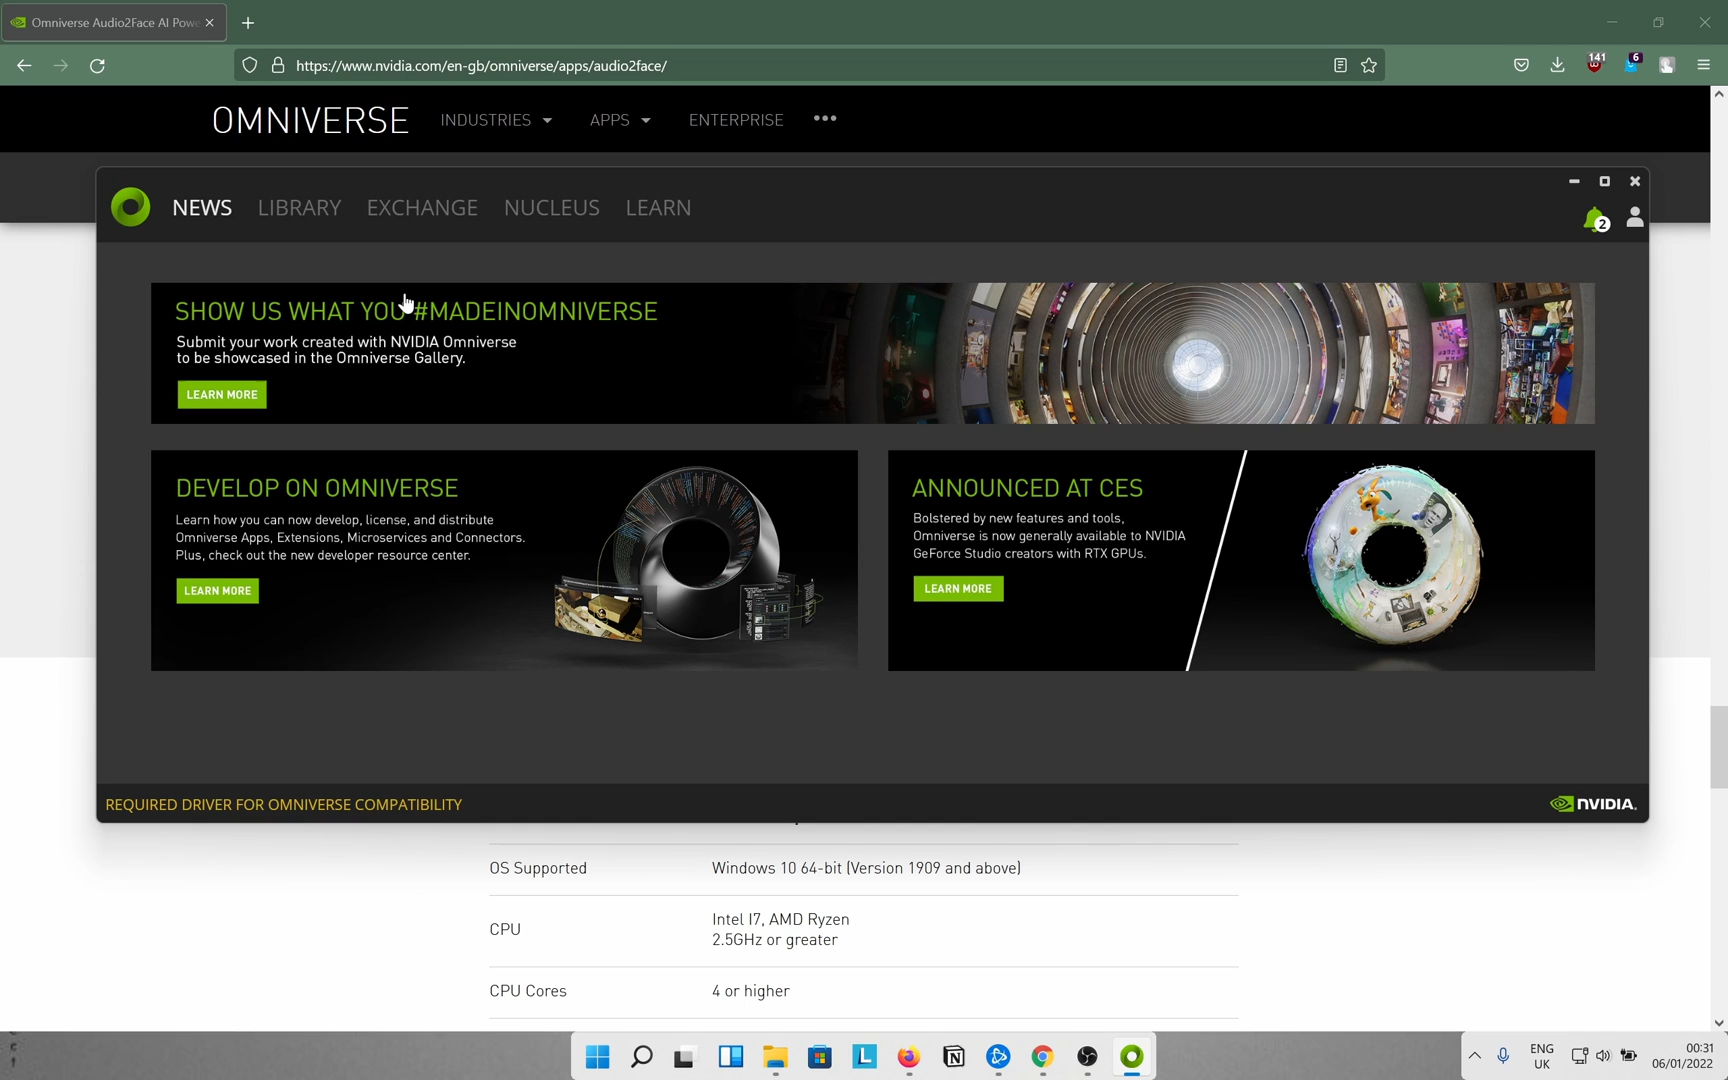 Omniverse Audio2Face AI Powe
https://www.nvidia.com/en-gb/omniverse/apps/audio2face/
141
6
OMNIVERSE
INDUSTRIES
APPS
ENTERPRISE
NEWS
LIBRARY
EXCHANGE
NUCLEUS
LEARN
2
SHOW US WHAT YOU #MADEINOMNIVERSE
Submit your work created with NVIDIA Omniverse
to be showcased in the Omniverse Gallery.
LEARN MORE
DEVELOP ON OMNIVERSE
Learn how you can now develop, license, and distribute
Omniverse Apps, Extensions, Microservices and Connectors.
Plus, check out the new developer resource center.
LEARN MORE
ANNOUNCED AT CES
Bolstered by new features and tools,
Omniverse is now generally available to NVIDIA
GeForce Studio creators with RTX GPUs.
LEARN MORE
REQUIRED DRIVER FOR OMNIVERSE COMPATIBILITY
NVIDIA.
OS Supported
Windows 10 64-bit (Version 1909 and above)
CPU
Intel I7, AMD Ryzen
2.5GHz or greater
CPU Cores
4 or higher
L
N
ENG
UK
00:31
06/01/2022